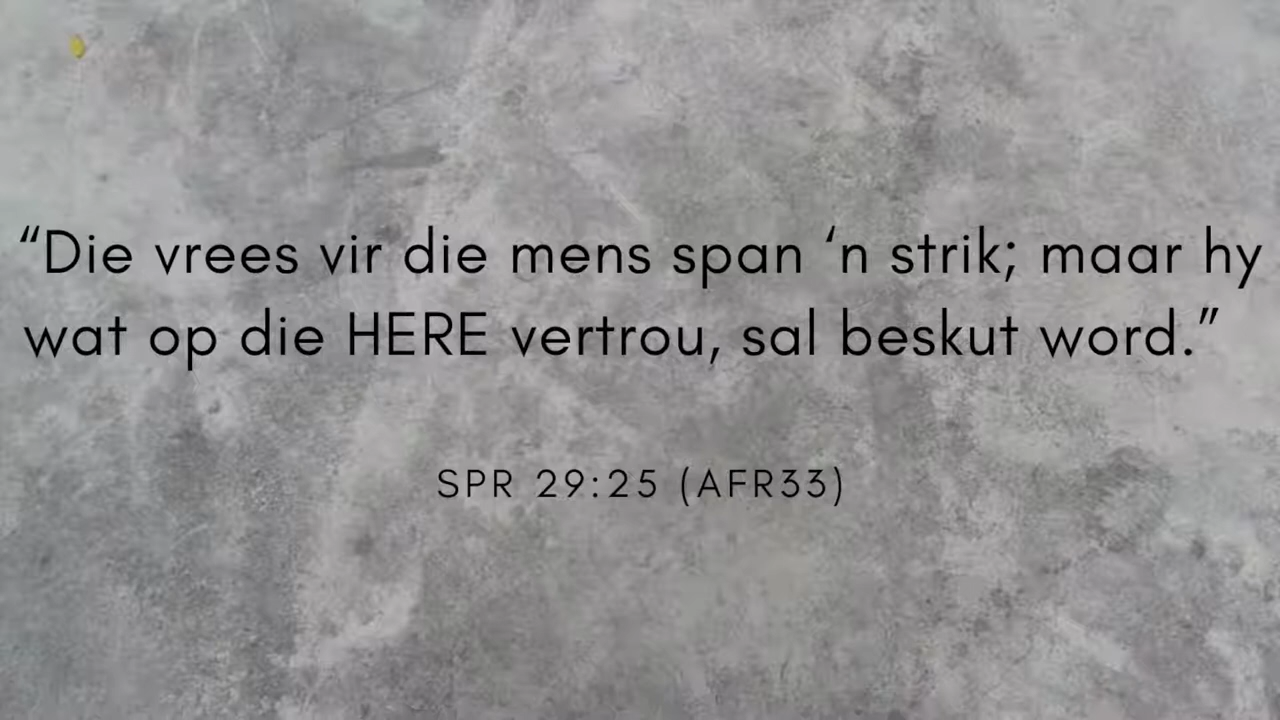 “Die vrees vir die mens span ‘n strik; maar hy
wat op die HERE vertrou, sal beskut word.”
SPR 29:25 (AFR33)